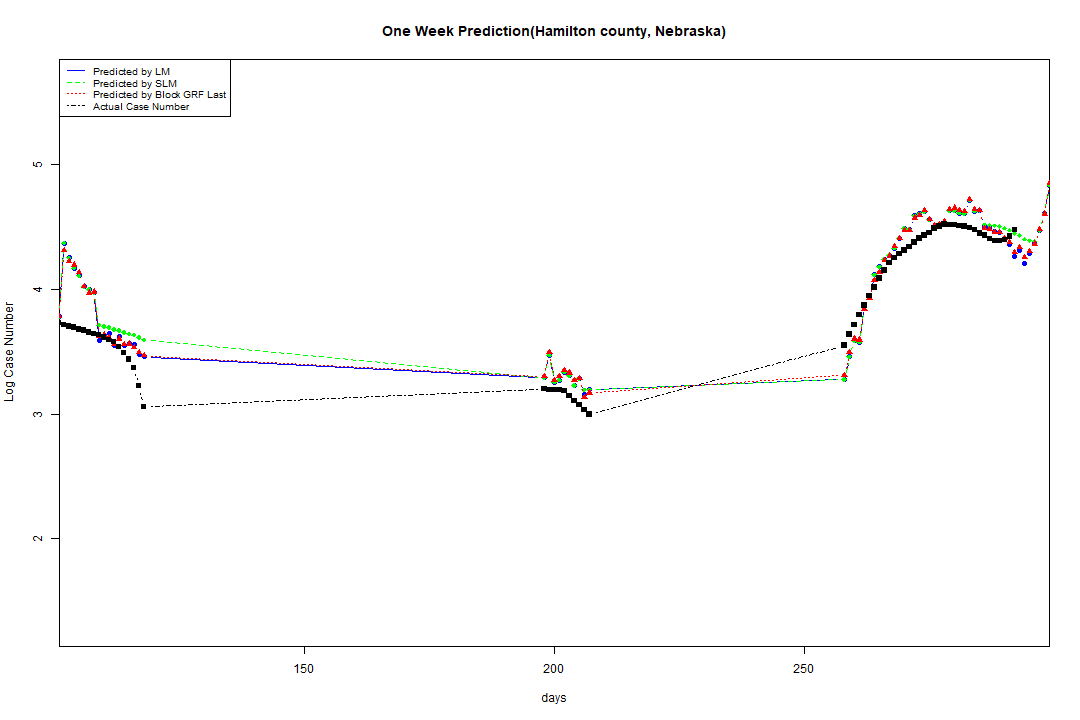 One Week Prediction(Hamilton county, Nebraska)
Predicted by LM
Predicted by SLM
Predicted by Block GRF Last
Actual Case Number
5
4
3
2
Log Case Number
150 200 250
days